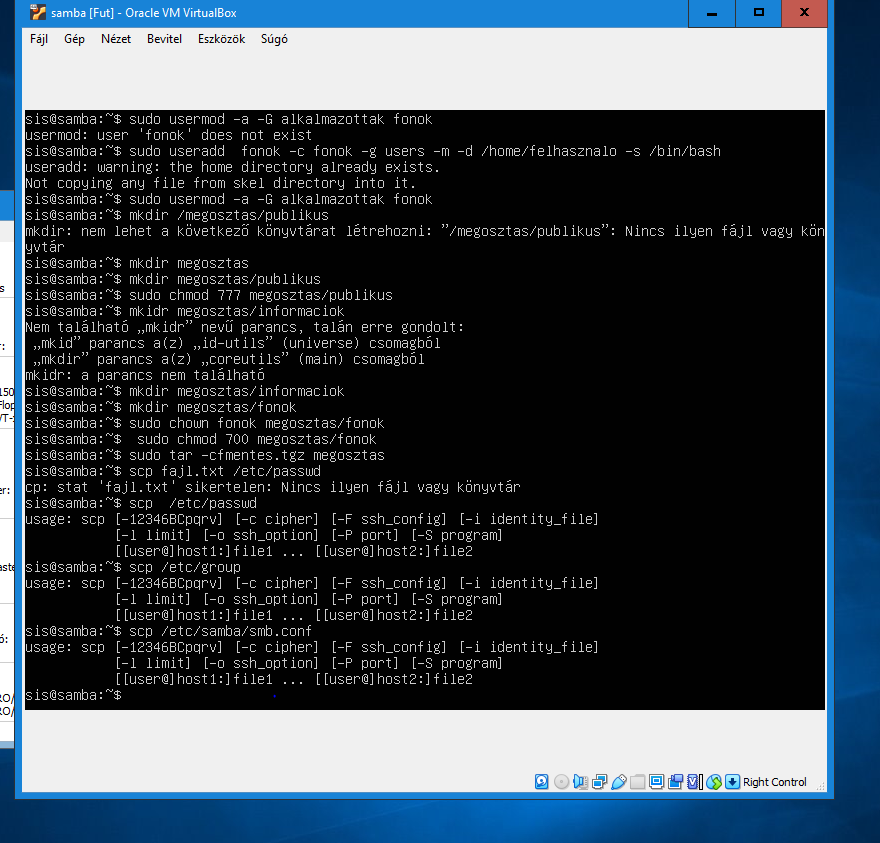 samba [Fut] - Oracle VM VirtualBox
Fájl Gép Nézet Bevitel Eszközök Súgó
sis@samba:~$ sudo usermod -a -G alkalmazottak fonok
usermod: user 'fonok' does not exist
sis@samba:~$ sudo useradd  fonok -c fonok -g users -m -d /home/felhasznalo -s /bin/bash
useradd: warning: the home directory already exists.
Not copying any file from skel directory into it.
sis@samba:~$ sudo usermod -a -G alkalmazottak fonok
sis@samba:~$ mkdir /megosztas/publikus
mkdir: nem lehet a következő könyvtárat létrehozni: ”/megosztas/publikus”: Nincs ilyen fájl vagy kön
yvtár
sis@samba:~$ mkdir megosztas
sis@samba:~$ mkdir megosztas/publikus
sis@samba:~$ sudo chmod 777 megosztas/publikus
sis@samba:~$ mkidr megosztas/informaciok
Nem található „mkidr” nevű parancs, talán erre gondolt:
 „mkid” parancs a(z) „id-utils” (universe) csomagból
 „mkdir” parancs a(z) „coreutils” (main) csomagból
mkidr: a parancs nem található
sis@samba:~$ mkdir megosztas/informaciok
sis@samba:~$ mkdir megosztas/fonok
sis@samba:~$ sudo chown fonok megosztas/fonok
sis@samba:~$  sudo chmod 700 megosztas/fonok
sis@samba:~$ sudo tar -cfmentes.tgz megosztas
sis@samba:~$ scp fajl.txt /etc/passwd
cp: stat 'fajl.txt' sikertelen: Nincs ilyen fájl vagy könyvtár
sis@samba:~$ scp  /etc/passwd
usage: scp [-12346BCpqrv] [-c cipher] [-F ssh_config] [-i identity_file]
           [-l limit] [-o ssh_option] [-P port] [-S program]
           [[user@]host1:]file1 ... [[user@]host2:]file2
sis@samba:~$ scp /etc/group
usage: scp [-12346BCpqrv] [-c cipher] [-F ssh_config] [-i identity_file]
           [-l limit] [-o ssh_option] [-P port] [-S program]
           [[user@]host1:]file1 ... [[user@]host2:]file2
sis@samba:~$ scp /etc/samba/smb.conf
usage: scp [-12346BCpqrv] [-c cipher] [-F ssh_config] [-i identity_file]
           [-l limit] [-o ssh_option] [-P port] [-S program]
           [[user@]host1:]file1 ... [[user@]host2:]file2
sis@samba:~$
Right Control